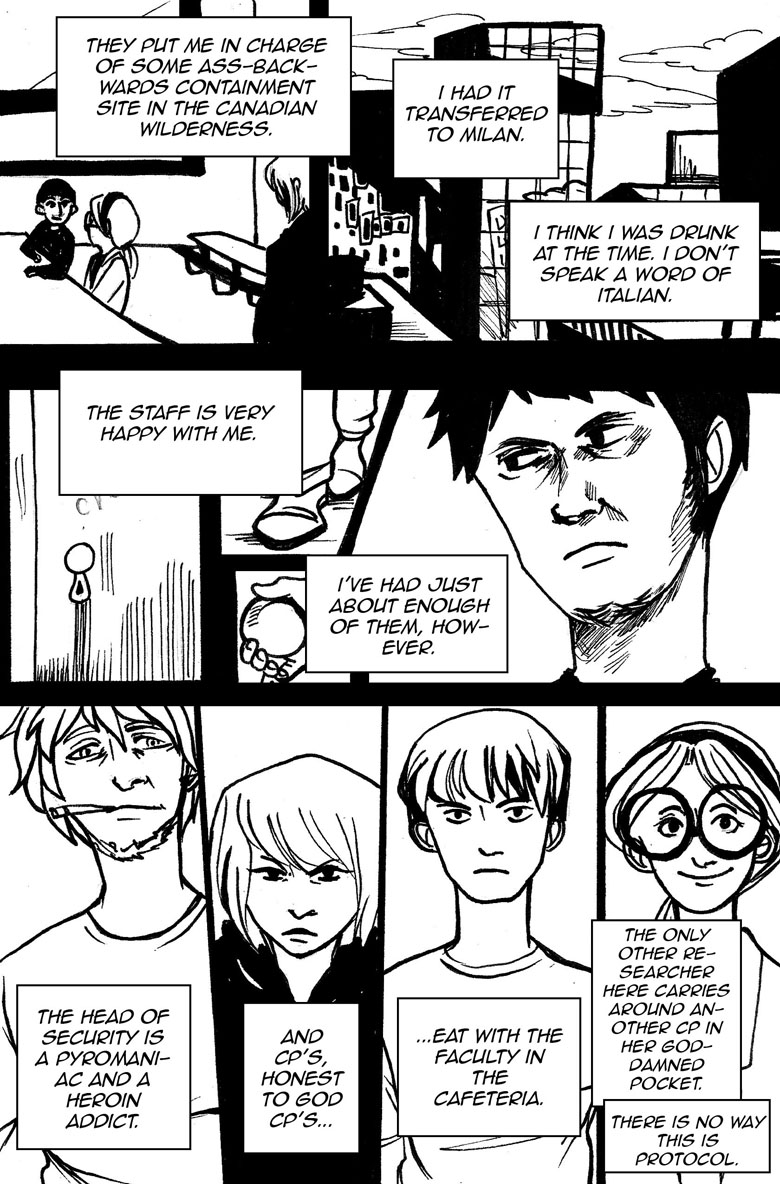 THEY PUT ME IN CHARGE
OF SOME ASS-BACK-
WARDS CONTAINMENT
SITE IN THE CANADIAN
WILDERNESS.
I HAD IT
TRANSFERRED
TO MILAN.
I THINK I WAS DRUNK
AT THE TIME. I DON'T
SPEAK A WORD OF
ITALIAN.
THE STAFF IS VERY
HAPPY WITH ME.
I'VE HAD JUST
ABOUT ENOUGH
OF THEM, HOW-
EVER.
THE HEAD OF
SECURITY IS
A PYROMANI-
AC AND A
HEROIN
ADDICT.
AND
CP'S,
HONEST
TO GOD
CP'S...
...EAT WITH THE
FACULTY IN
THE
CAFETERIA.
THE ONLY
OTHER RE-
SEARCHER
HERE CARRIES
AROUND AN-
OTHER CP IN
HER GOD-
DAMNED
POCKET.
THERE IS NO WAY
THIS IS
PROTOCOL.